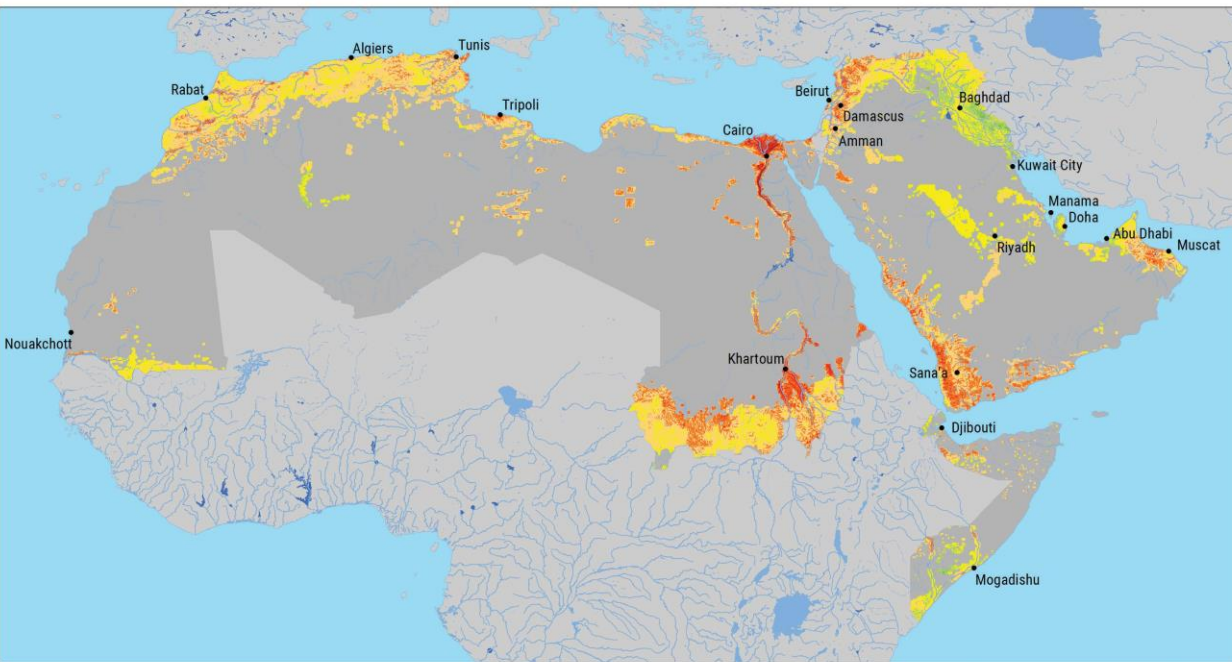 Algiers
Tunis
Rabat
Tripoli
Beirut
Baghdad
Damascus
Cairo
Amman
Kuwait City
Manama
Doha
Abu Dhabi
Riyadh
Muscat
Nouakchott
Khartoum
Sana'a
Djibouti
Mogadishu